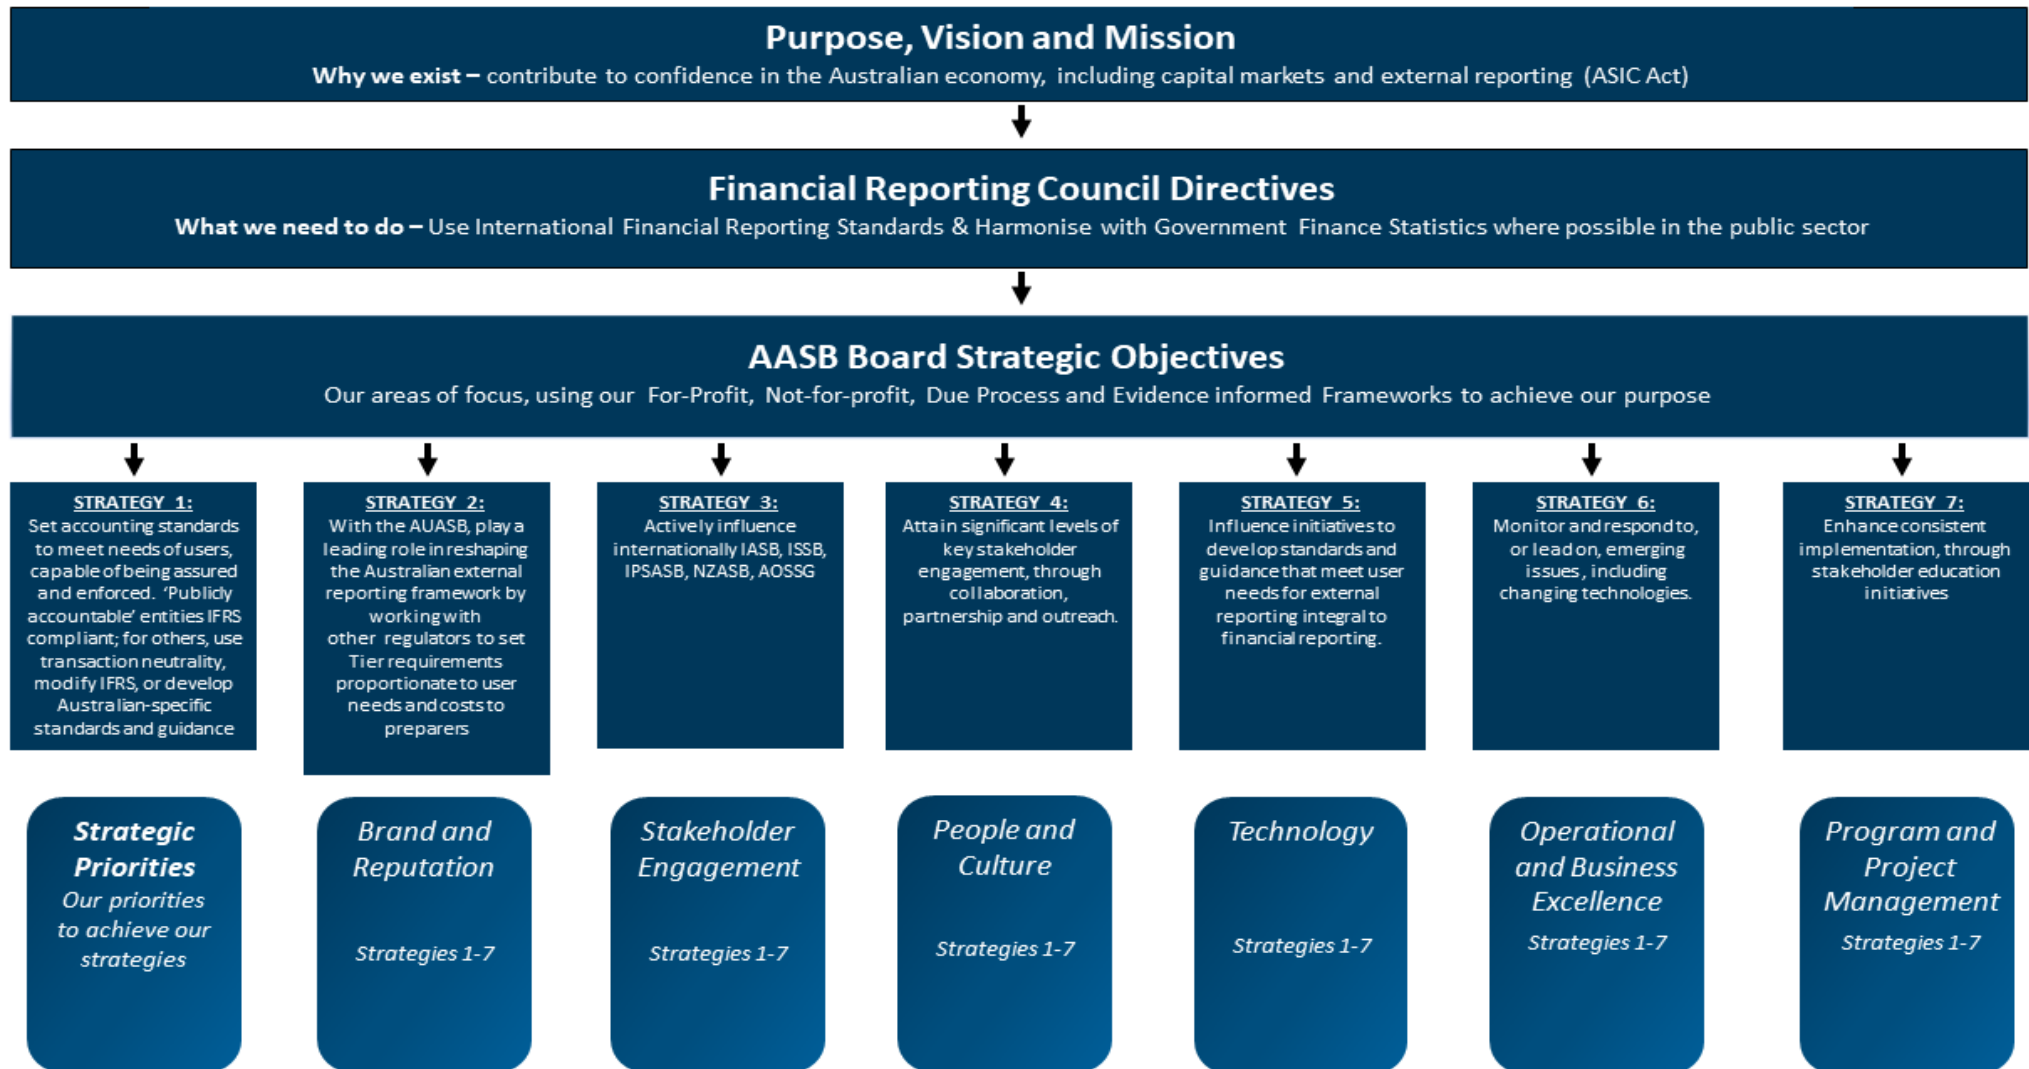 Purpose, Vision and Mission
Why we exist – contribute to confidence in the Australian economy, including capital markets and external reporting (ASIC Act)
Financial Reporting Council Directives
What we need to do – Use International Financial Reporting Standards & Harmonise with Government Finance Statistics where possible in the public sector
AASB Board Strategic Objectives
Our areas of focus, using our For-Profit, Not-for-profit, Due Process and Evidence informed Frameworks to achieve our purpose
STRATEGY 1:
Set accounting standards
to meet needs of users,
capable of being assured
and enforced. ‘Publicly
accountable’ entities IFRS
compliant; for others, use
transaction neutrality,
modify IFRS, or develop
Australian-specific
standards and guidance
STRATEGY 2:
With the AUASB, play a
leading role in reshaping
the Australian external
reporting framework by
working with
other regulators to set
Tier requirements
proportionate to user
needs and costs to
preparers
STRATEGY 3:
Actively influence
internationally IASB, ISSB,
IPSASB, NZASB, AOSSG
STRATEGY 4:
Attain significant levels of
key stakeholder
engagement, through
collaboration,
partnership and outreach.
STRATEGY 5:
Influence initiatives to
develop standards and
guidance that meet user
needs for external
reporting integral to
financial reporting.
STRATEGY 6:
Monitor and respond to,
or lead on, emerging
issues, including
changing technologies.
STRATEGY 7:
Enhance consistent
implementation, through
stakeholder education
initiatives
Strategic
Priorities
Our priorities
to achieve our
strategies
Brand and
Reputation
Strategies 1-7
Stakeholder
Engagement
Strategies 1-7
People and
Culture
Strategies 1-7
Technology
Strategies 1-7
Operational
and Business
Excellence
Strategies 1-7
Program and
Project
Management
Strategies 1-7